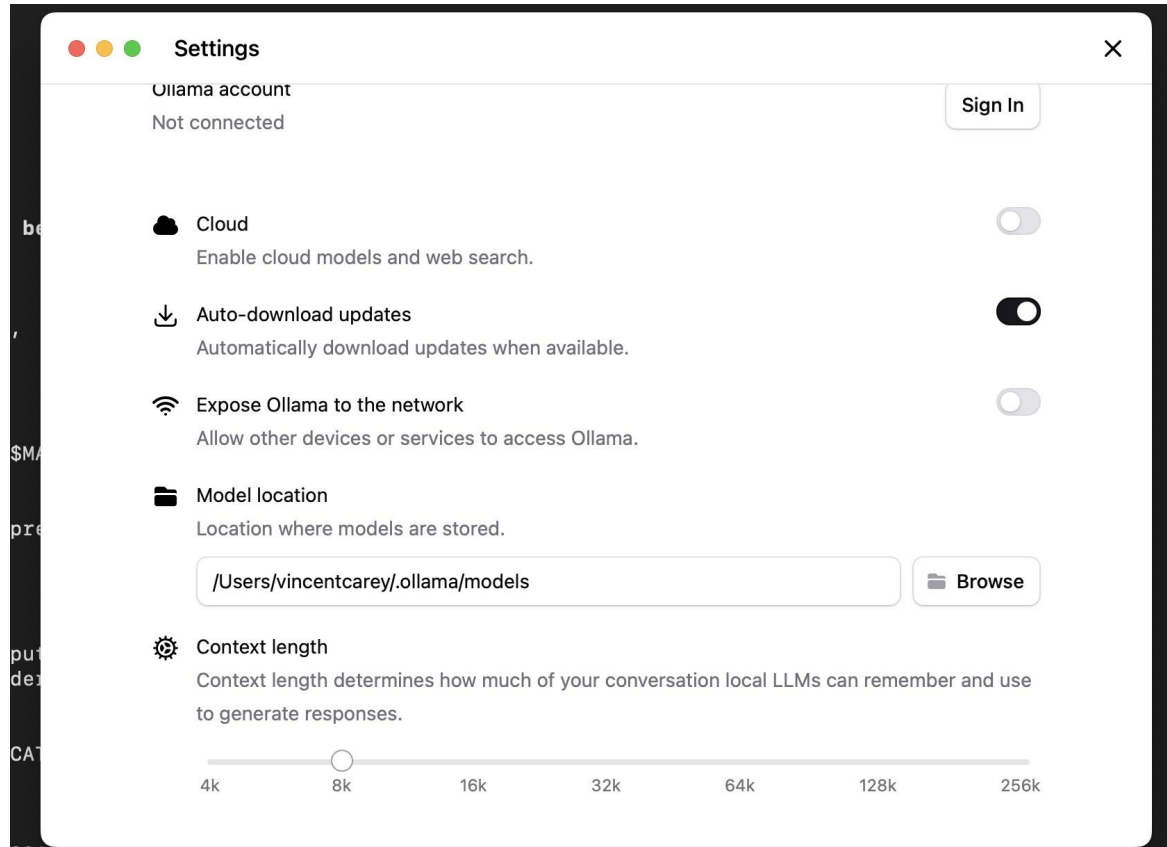 Settings
Ollama account
Sign In
Not connected
Cloud
Enable cloud models and web search.
Auto-download updates
Automatically download updates when available.
Expose Ollama to the network
Allow other devices or services to access Ollama.
Model location
Location where models are stored.
/Users/vincentcarey/.ollama/models
Browse
Context length
Context length determines how much of your conversation local LLMs can remember and use
to generate responses.
4k 8k 16k 32k 64k 128k 256k